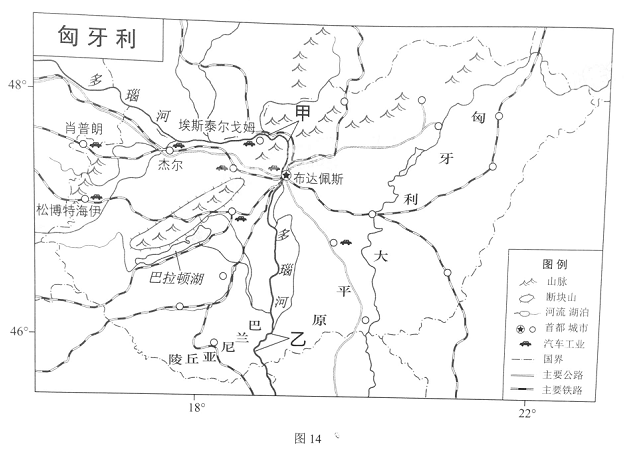 匈牙利
48°
46°
18°
22°
多瑙河
肖普朗
杰尔
埃斯泰尔戈姆
甲
布达佩斯
松博特海伊
巴拉顿湖
多瑙河
匈牙利大平原
巴兰尼亚丘陵
乙
图例
山脉
断块山
河流 湖泊
首都 城市
汽车工业
国界
主要公路
主要铁路
图14